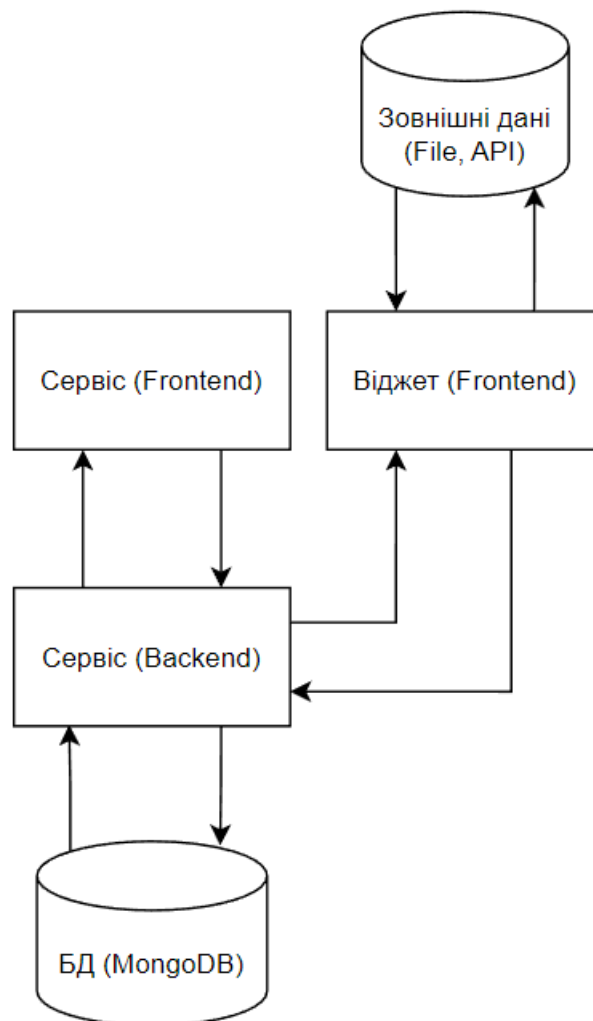 Зовнішні дані
(File, API)
Сервіс (Frontend)
Віджет (Frontend)
Сервіс (Backend)
БД (MongoDB)